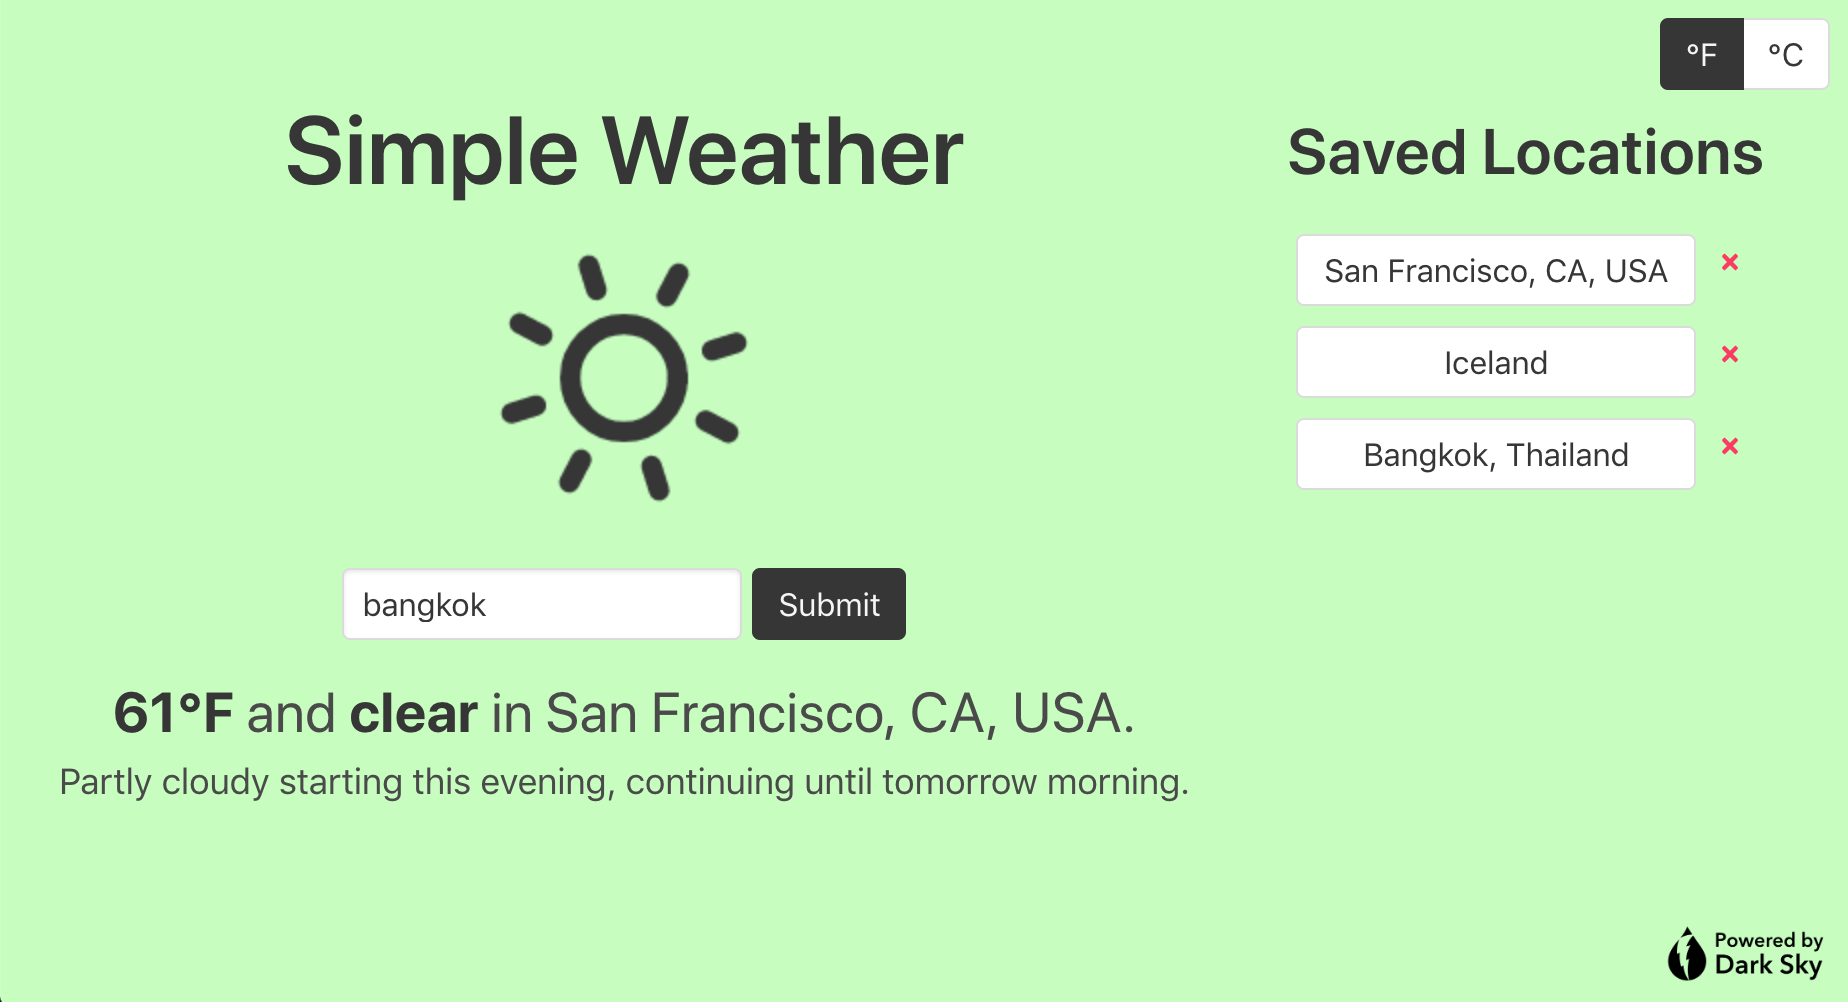 °F °C
Simple Weather
Saved Locations
San Francisco, CA, USA
Iceland
Bangkok, Thailand
bangkok
Submit
61°F and clear in San Francisco, CA, USA.
Partly cloudy starting this evening, continuing until tomorrow morning.
Powered by
Dark Sky